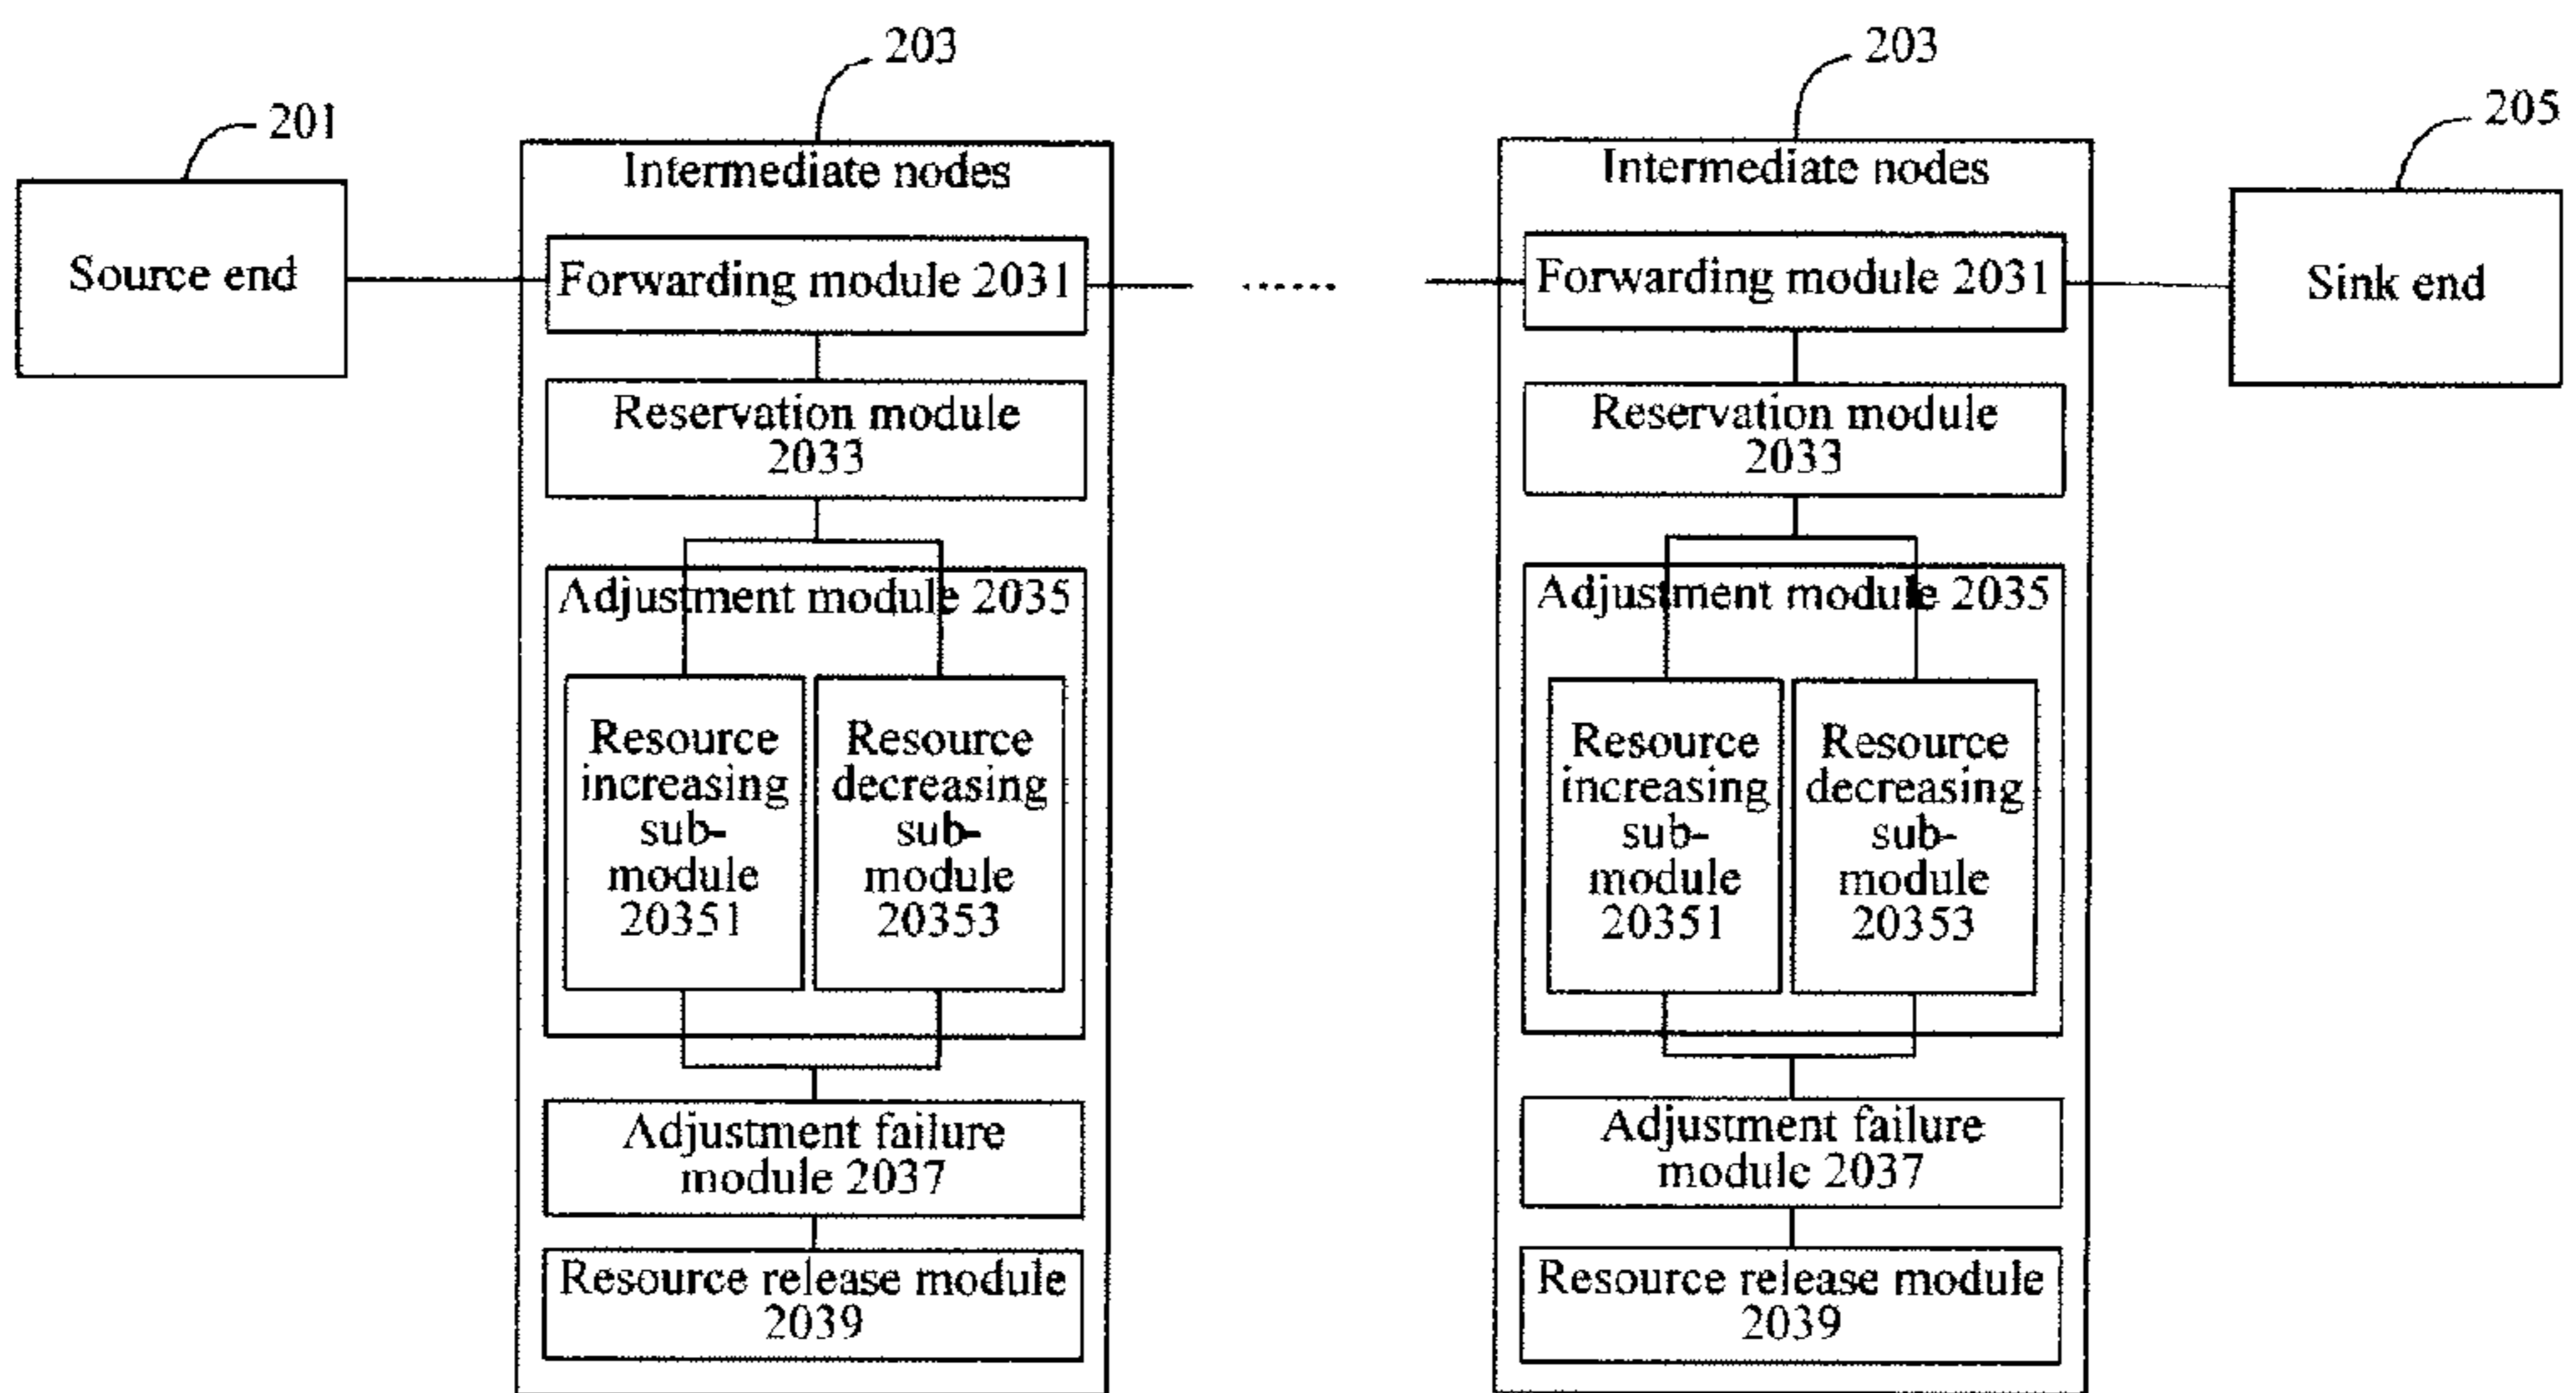 203
203
201
205
Intermediate nodes
Intermediate nodes
Source end
Forwarding module 2031
Forwarding module 2031
Sink end
Reservation module
2033
Reservation module
2033
Adjustment module 2035
Adjustment module 2035
Resource
increasing
sub-
module
20351
Resource
decreasing
sub-
module
20353
Resource
increasing
sub-
module
20351
Resource
decreasing
sub-
module
20353
Adjustment failure
module 2037
Adjustment failure
module 2037
Resource release module
2039
Resource release module
2039